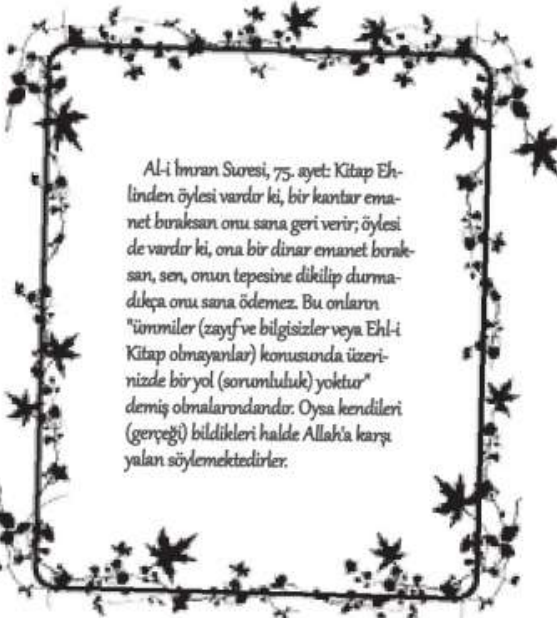 Al-i İmran Suresi, 75. ayet: Kitap Eh-
linden öylesi vardır ki, bir kantar ema-
net bıraksan onu sana geri verir; öylesi
de vardır ki, ona bir dinar emanet bırak-
san, sen, onun tepesine dikilip durma-
dıkça onu sana ödemez. Bu onların
"ümmiler (zayıf ve bilgisizler veya Ehl-i
Kitap olmayanlar) konusunda üzeri-
nizde bir yol (sorumluluk) yoktur"
demiş olmalarındandır. Oysa kendileri
(gerçeği) bildikleri halde Allah'a karşı
yalan söylemektedirler.